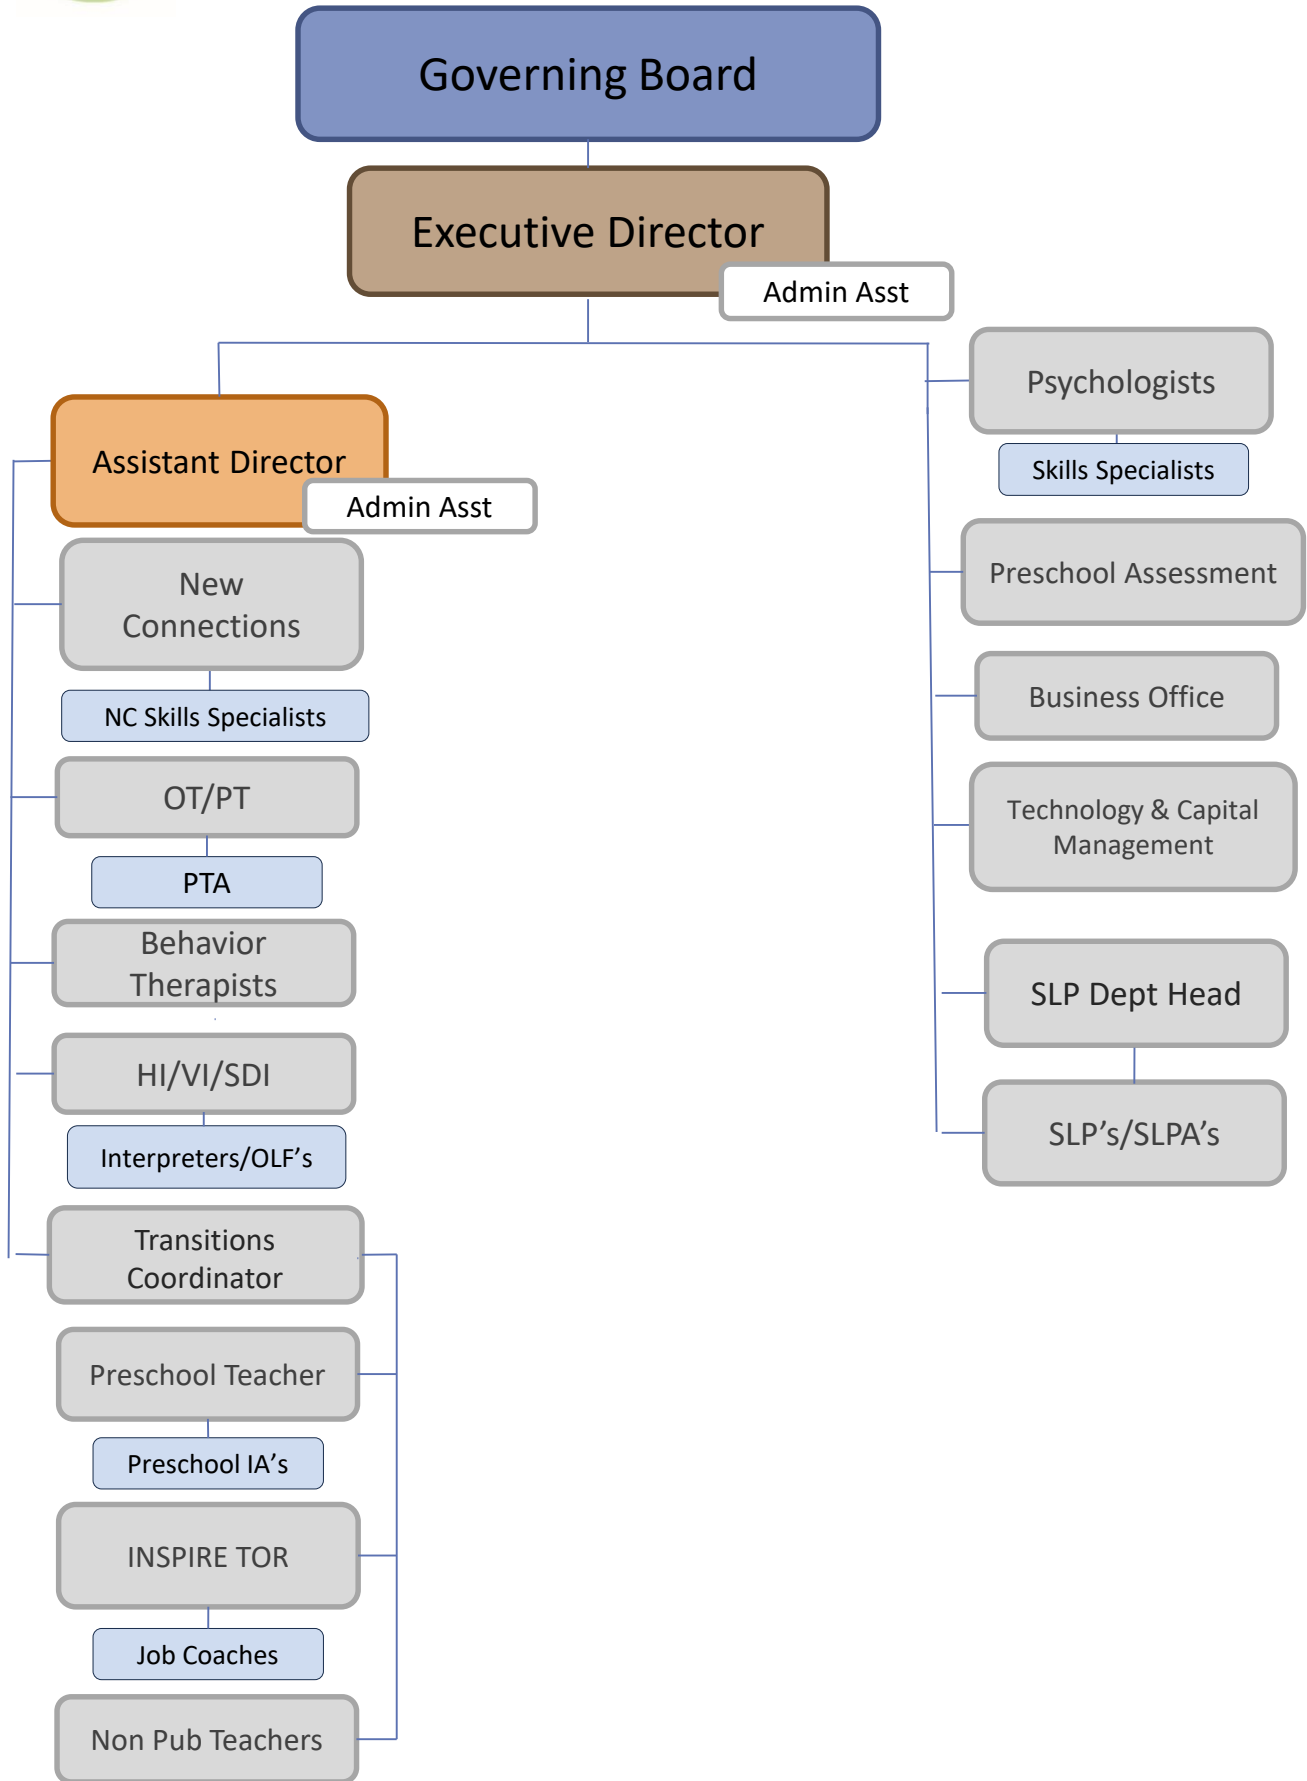 Governing Board
Executive Director
Admin Asst
Assistant Director
Admin Asst
New
Connections
NC Skills Specialists
OT/PT
PTA
Behavior
Therapists
HI/VI/SDI
Interpreters/OLF's
Transitions
Coordinator
Preschool Teacher
Preschool IA's
INSPIRE TOR
Job Coaches
Non Pub Teachers
Psychologists
Skills Specialists
Preschool Assessment
Business Office
Technology & Capital
Management
SLP Dept Head
SLP's/SLPA's